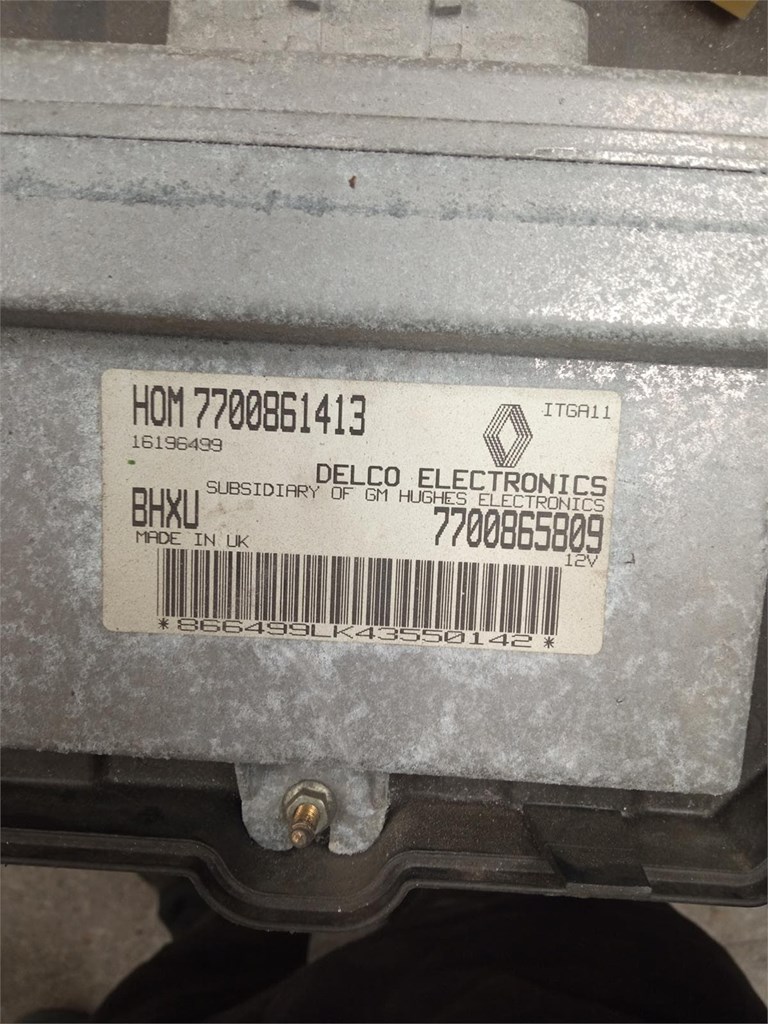 HOM 7700861413
ITGA11
16196499
DELCO ELECTRONICS
SUBSIDIARY OF GM HUGHES ELECTRONICS
BHXU
7700865809
MADE IN UK
12V
*866499LK43550142*